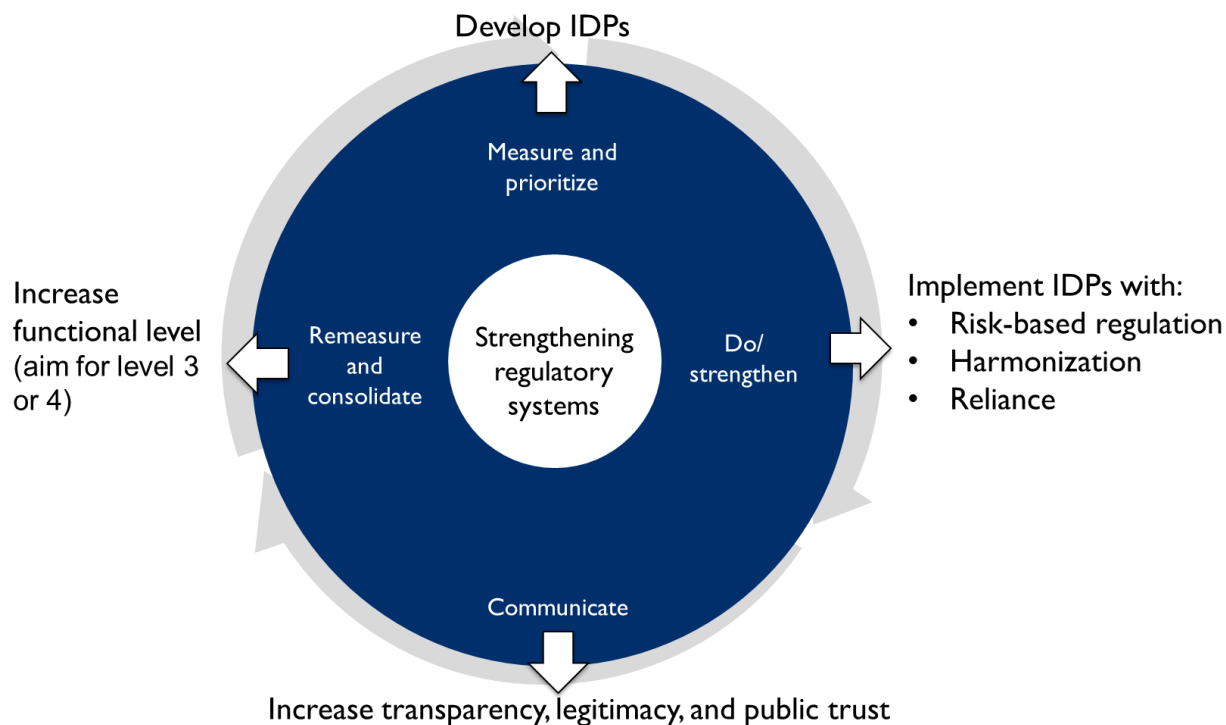 Develop IDPs
Measure and
prioritize
Increase
functional level
(aim for level 3
or 4)
Remeasure
and
consolidate
Strengthening
regulatory
systems
Do/
strengthen
Implement IDPs with:
• Risk-based regulation
• Harmonization
• Reliance
Communicate
Increase transparency, legitimacy, and public trust